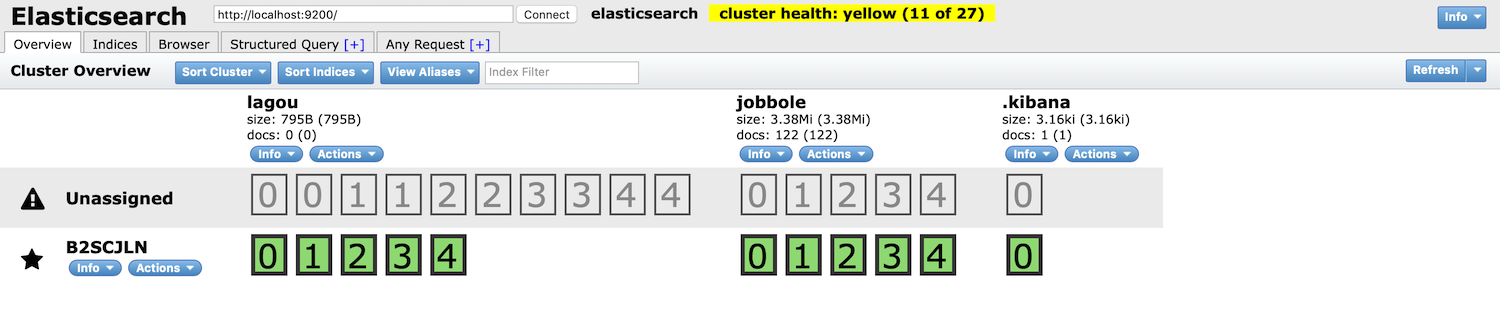 Elasticsearch http://localhost:9200/ Connect elasticsearch cluster health: yellow (11 of 27) Info
Overview Indices Browser Structured Query [+] Any Request [+]
Cluster Overview Sort Cluster Sort Indices View Aliases Index Filter Refresh
lagou jobbole .kibana
size: 795B (795B) size: 3.38Mi (3.38Mi) size: 3.16ki (3.16ki)
docs: 0 (0) docs: 122 (122) docs: 1 (1)
Info Actions Info Actions Info Actions
Unassigned 0 0 1 1 2 2 3 3 4 4 0 1 2 3 4 0
B2SCJLN 0 1 2 3 4 0 1 2 3 4 0
Info Actions